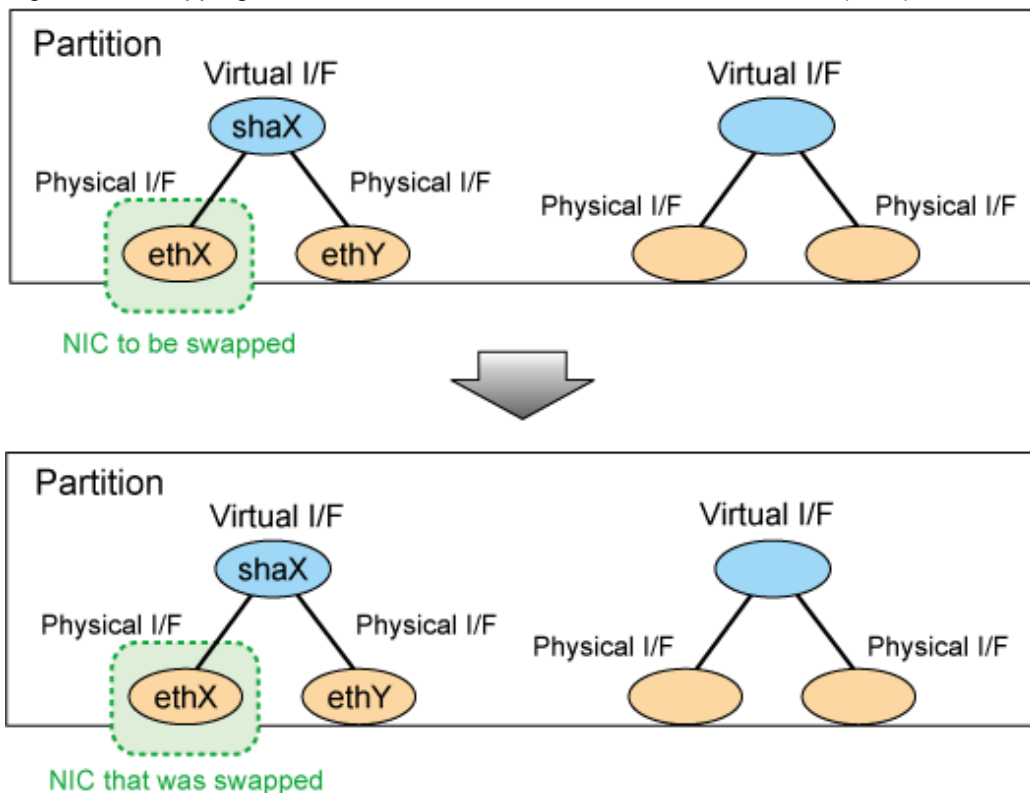 Partition
Virtual I/F
Virtual I/F
shaX
Physical I/F
Physical I/F
Physical I/F
Physical I/F
ethX
ethY
NIC to be swapped
Partition
Virtual I/F
Virtual I/F
shaX
Physical I/F
Physical I/F
Physical I/F
Physical I/F
ethX
ethY
NIC that was swapped